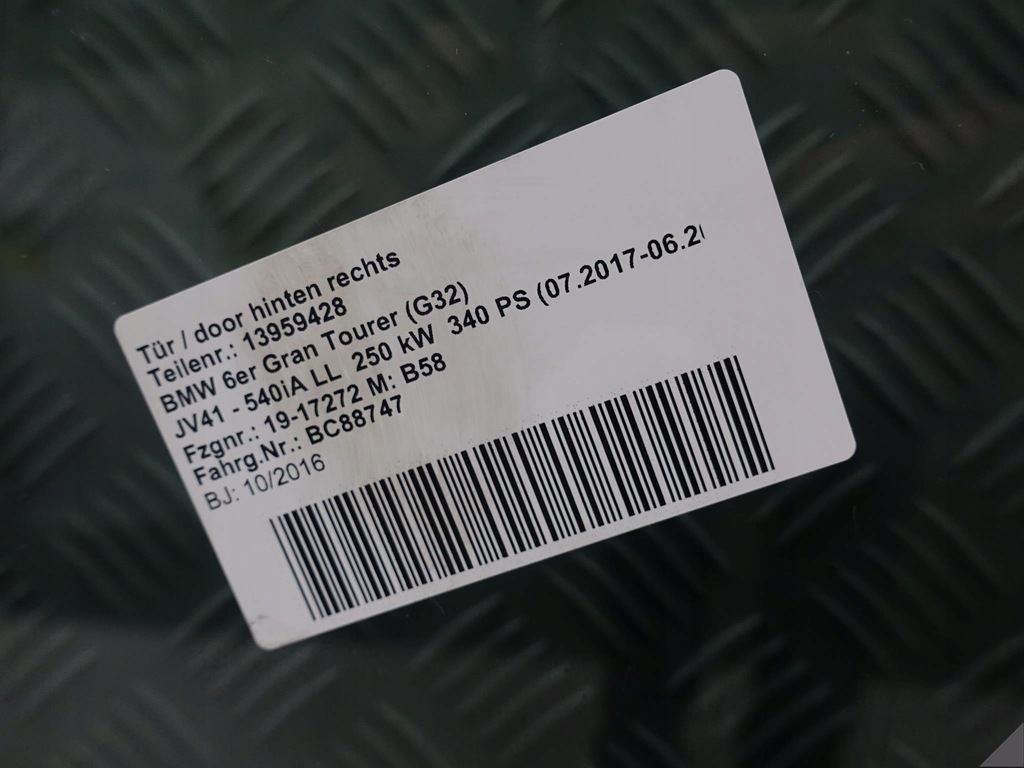 Tür / door hinten rechts
Teilenr.: 13959428
BMW 6er Gran Tourer (G32)
JV41 - 540iA LL 250 kW 340 PS (07.2017-06.2
Fzgnr.: 19-17272 M: B58
Fahrg.Nr.: BC88747
BJ: 10/2016